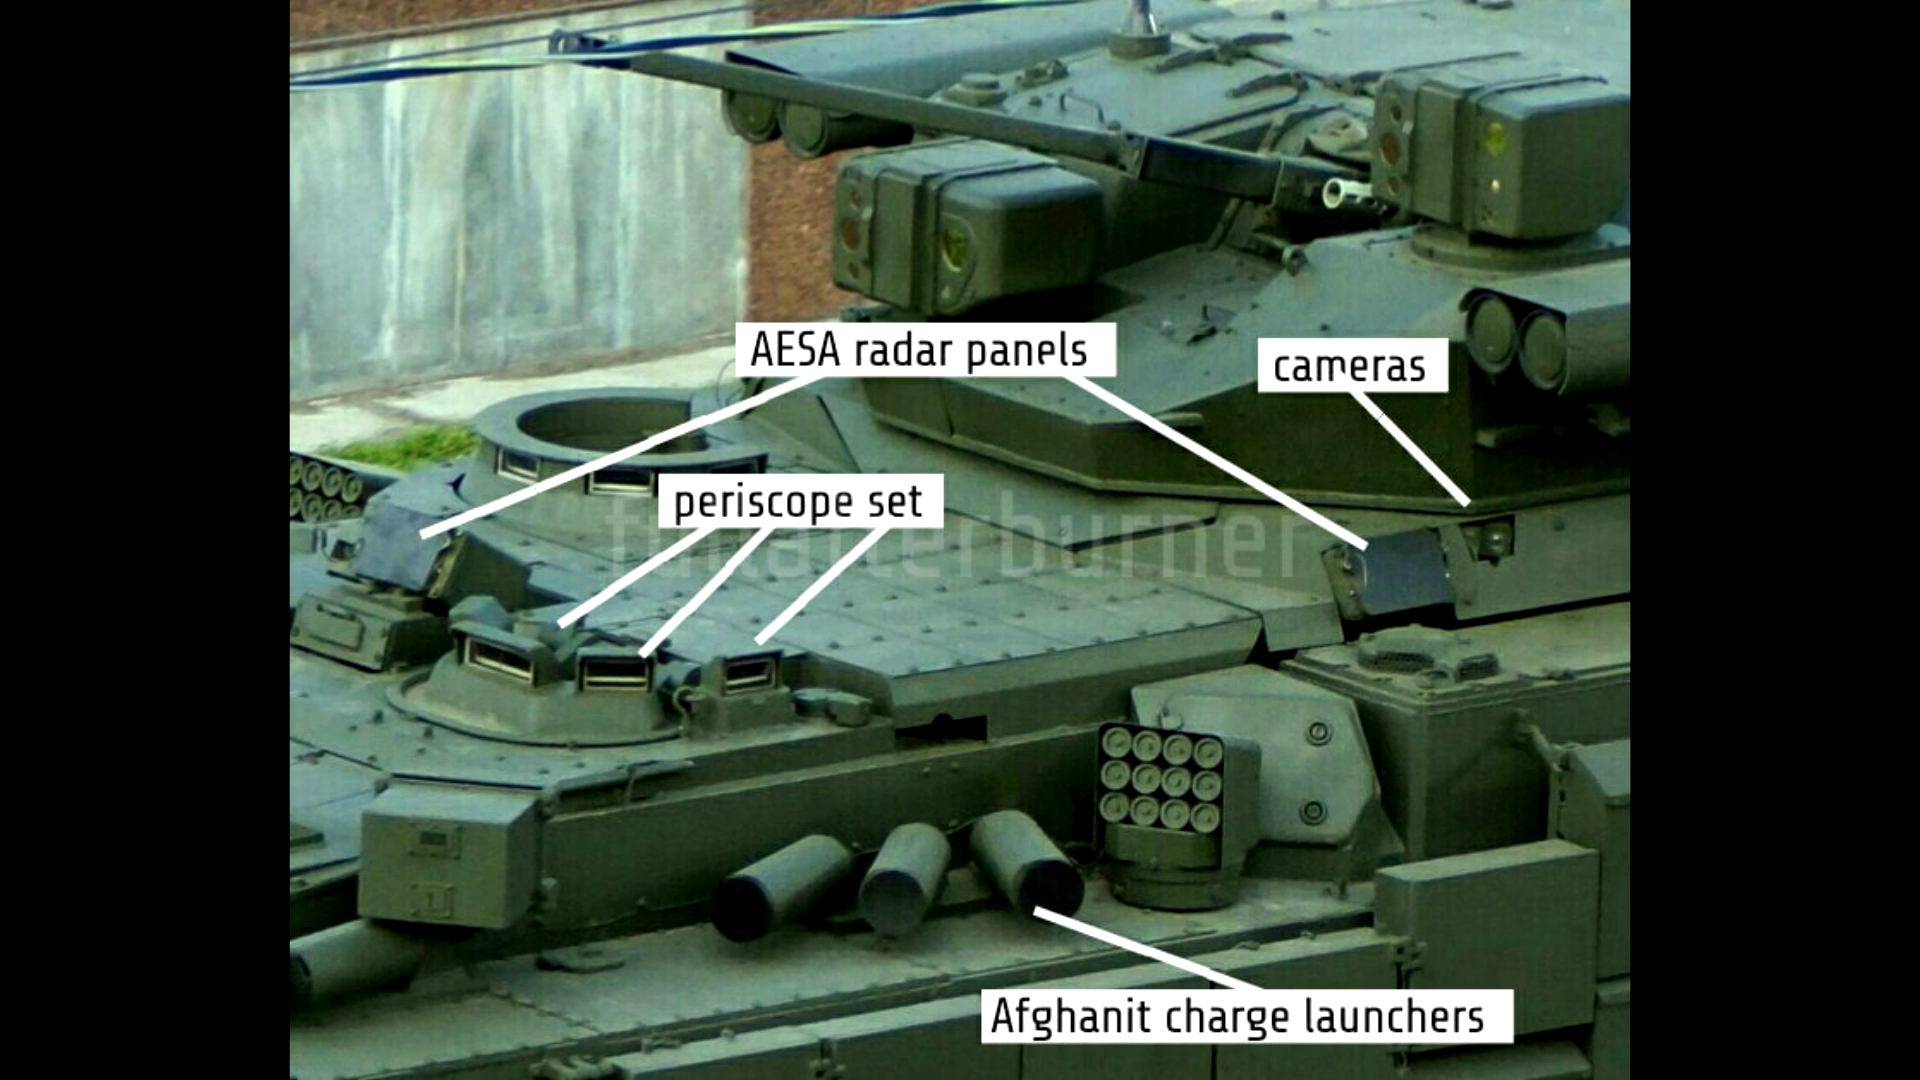 AESA radar panels
cameras
periscope set
Afghanit charge launchers